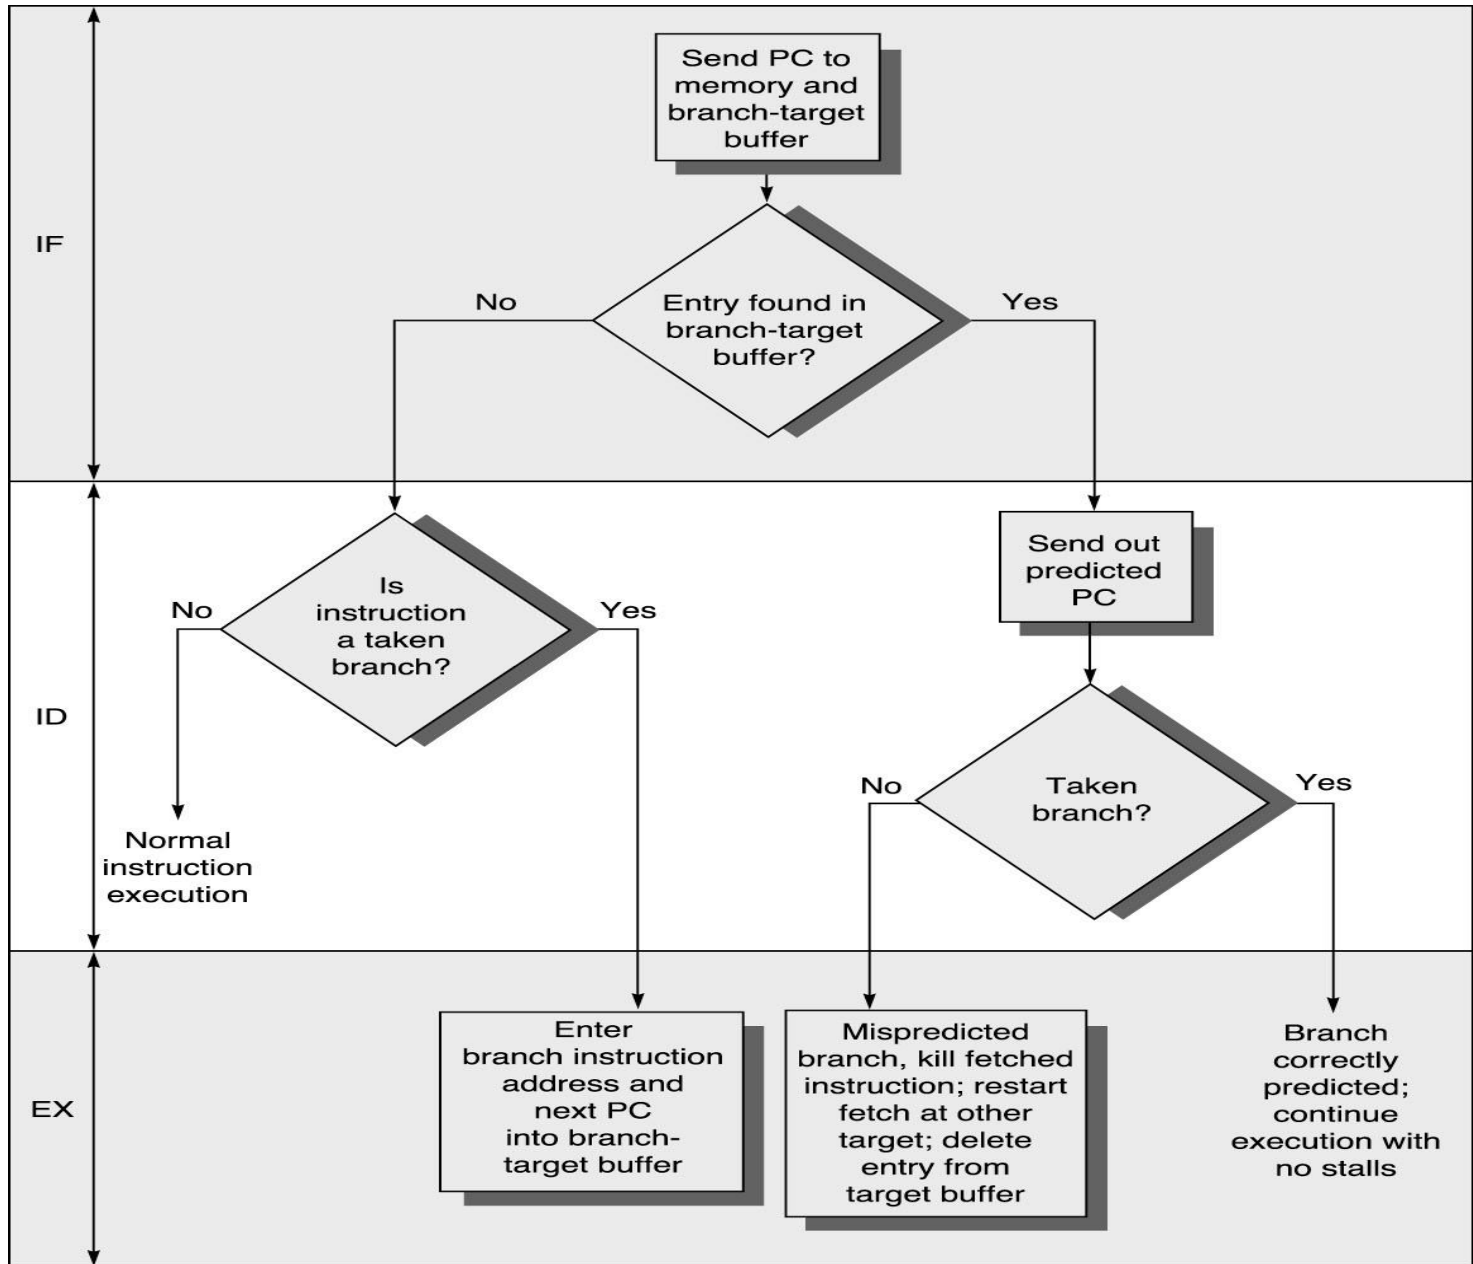 Send PC to
memory and
branch-target
buffer
IF
No
Entry found in
branch-target
buffer?
Yes
No
Is
instruction
a taken
branch?
Yes
Send out
predicted
PC
ID
Normal
instruction
execution
No
Taken
branch?
Yes
EX
Enter
branch instruction
address and
next PC
into branch-
target buffer
Mispredicted
branch, kill fetched
instruction; restart
fetch at other
target; delete
entry from
target buffer
Branch
correctly
predicted;
continue
execution with
no stalls